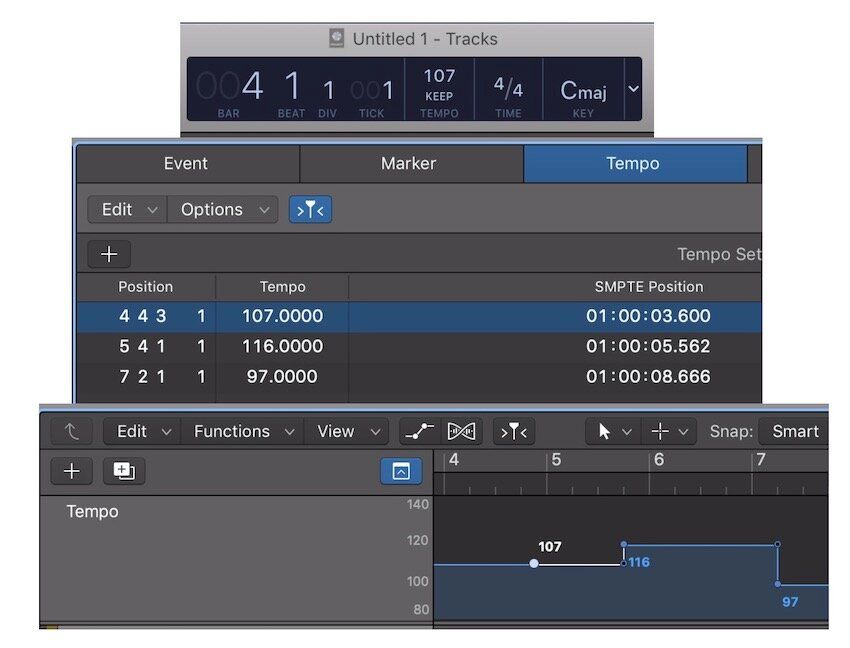 Untitled 1 - Tracks
004 1 1 001 107 KEEP 4/4 Cmaj
BAR BEAT DIV TICK TEMPO TIME KEY
Event Marker Tempo
Edit Options
Tempo Set
Position Tempo SMPTE Position
4 4 3 1 107.0000 01:00:03.600
5 4 1 1 116.0000 01:00:05.562
7 2 1 1 97.0000 01:00:08.666
Edit Functions View Snap: Smart
4 5 6 7
Tempo
140
120
100
80
107
116
97